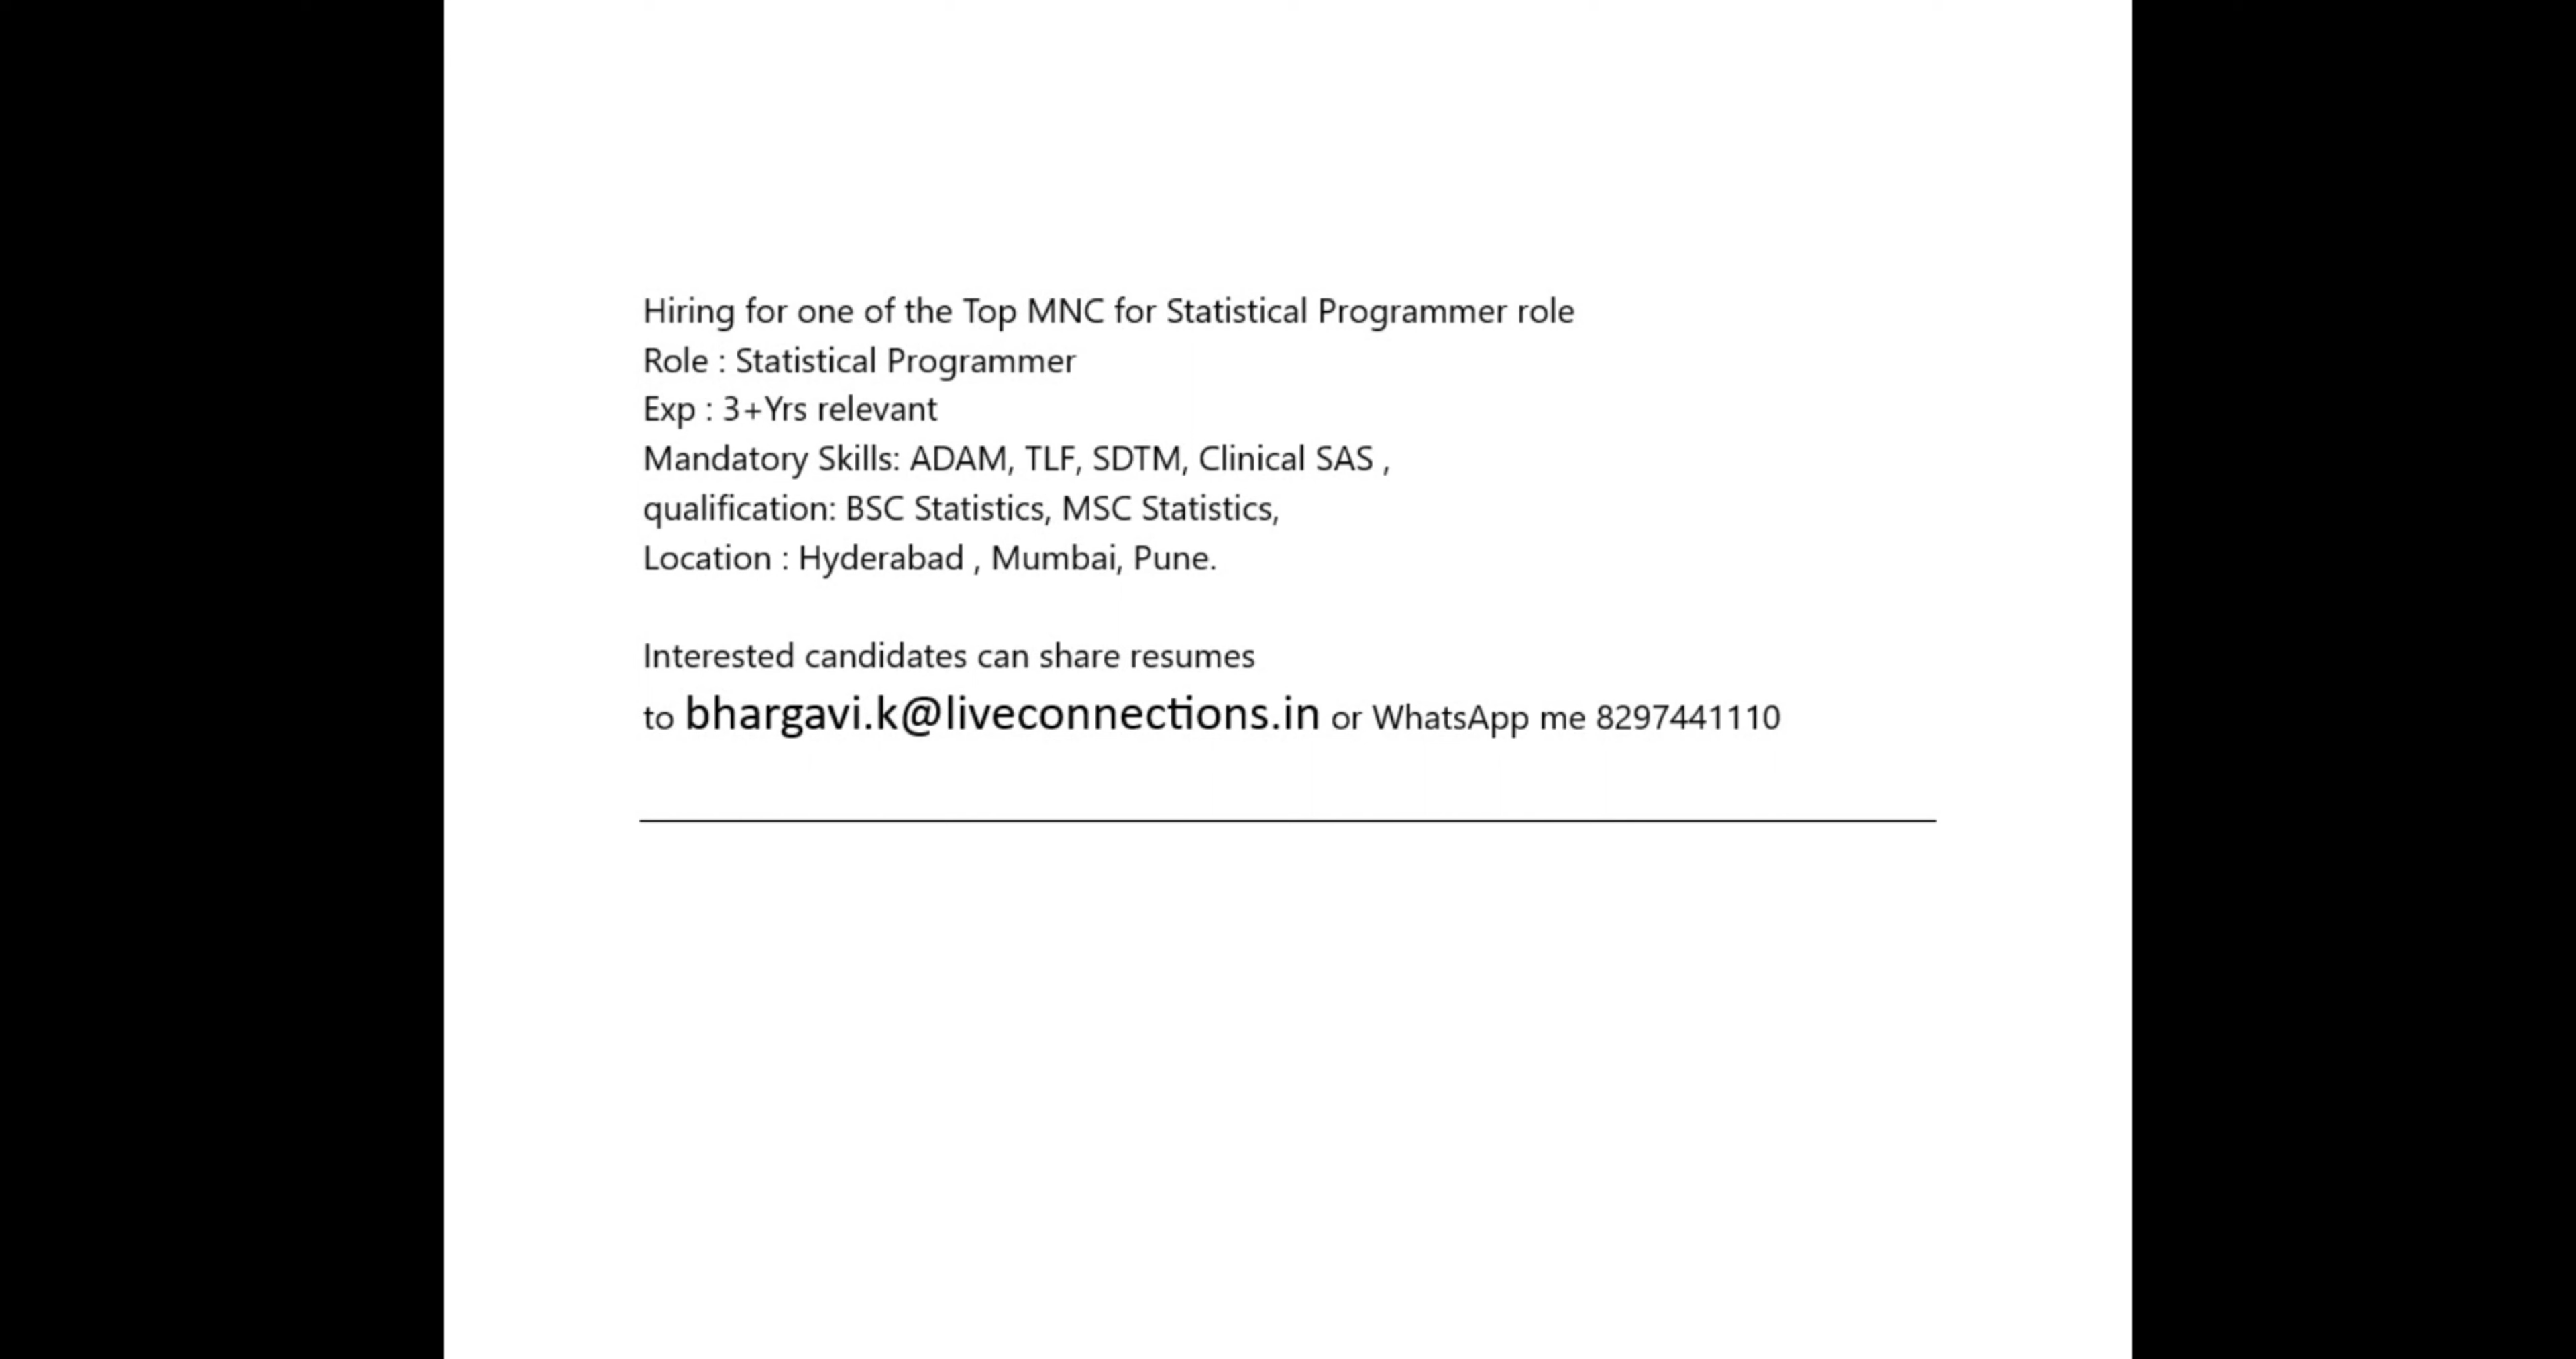 Hiring for one of the Top MNC for Statistical Programmer role
Role : Statistical Programmer
Exp : 3+Yrs relevant
Mandatory Skills: ADAM, TLF, SDTM, Clinical SAS ,
qualification: BSC Statistics, MSC Statistics,
Location : Hyderabad , Mumbai, Pune.
Interested candidates can share resumes
to bhargavi.k@liveconnections.in or WhatsApp me 8297441110